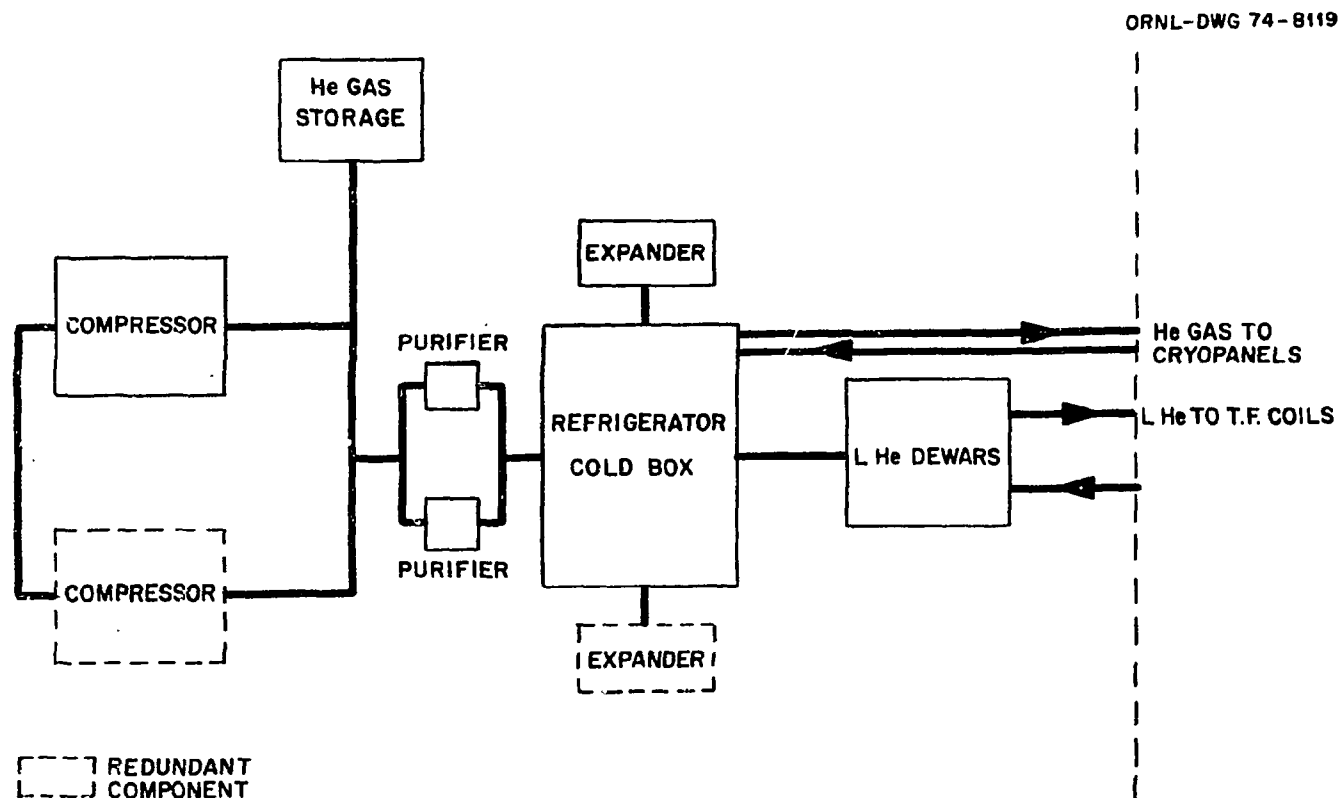 ORNL-DWG 74-8119
He GAS
STORAGE
EXPANDER
COMPRESSOR
PURIFIER
He GAS TO
CRYOPANELS
REFRIGERATOR
COLD BOX
L He TO T.F. COILS
L He DEWARS
PURIFIER
COMPRESSOR
EXPANDER
REDUNDANT
COMPONENT